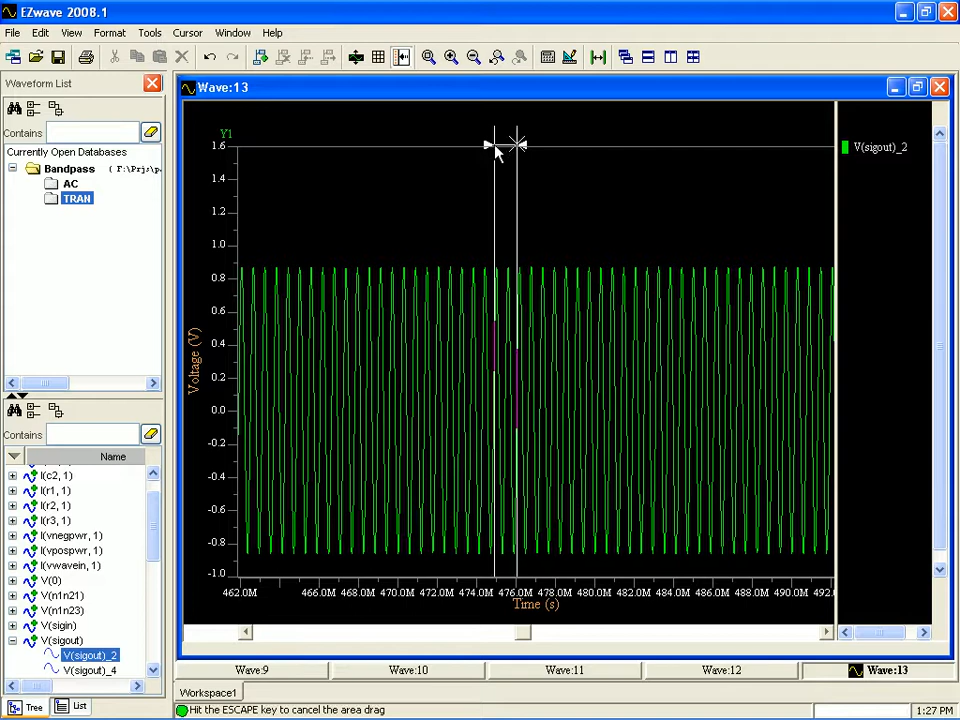 EZwave 2008.1
File Edit View Format Tools Cursor Window Help
Waveform List
Contains
Currently Open Databases
Bandpass ( F:\Prjs\p.
AC
TRAN
Contains
Name
I(c2, 1)
I(r1, 1)
I(r2, 1)
I(r3, 1)
I(vnegpwr, 1)
I(vpospwr, 1)
I(vwavein, 1)
V(0)
V(n1n21)
V(n1n23)
V(sigin)
V(sigout)
V(sigout)_2
V(sigout)_4
Tree List
Wave:13
Y1
1.6
1.4
1.2
1.0
0.8
0.6
0.4
0.2
0.0
-0.2
-0.4
-0.6
-0.8
-1.0
Voltage (V)
462.0M 466.0M 468.0M 470.0M 472.0M 474.0M 476.0M 478.0M 480.0M 482.0M 484.0M 486.0M 488.0M 490.0M 492.
Time (s)
V(sigout)_2
Wave:9 Wave:10 Wave:11 Wave:12 Wave:13
Workspace1
Hit the ESCAPE key to cancel the area drag
1:27 PM